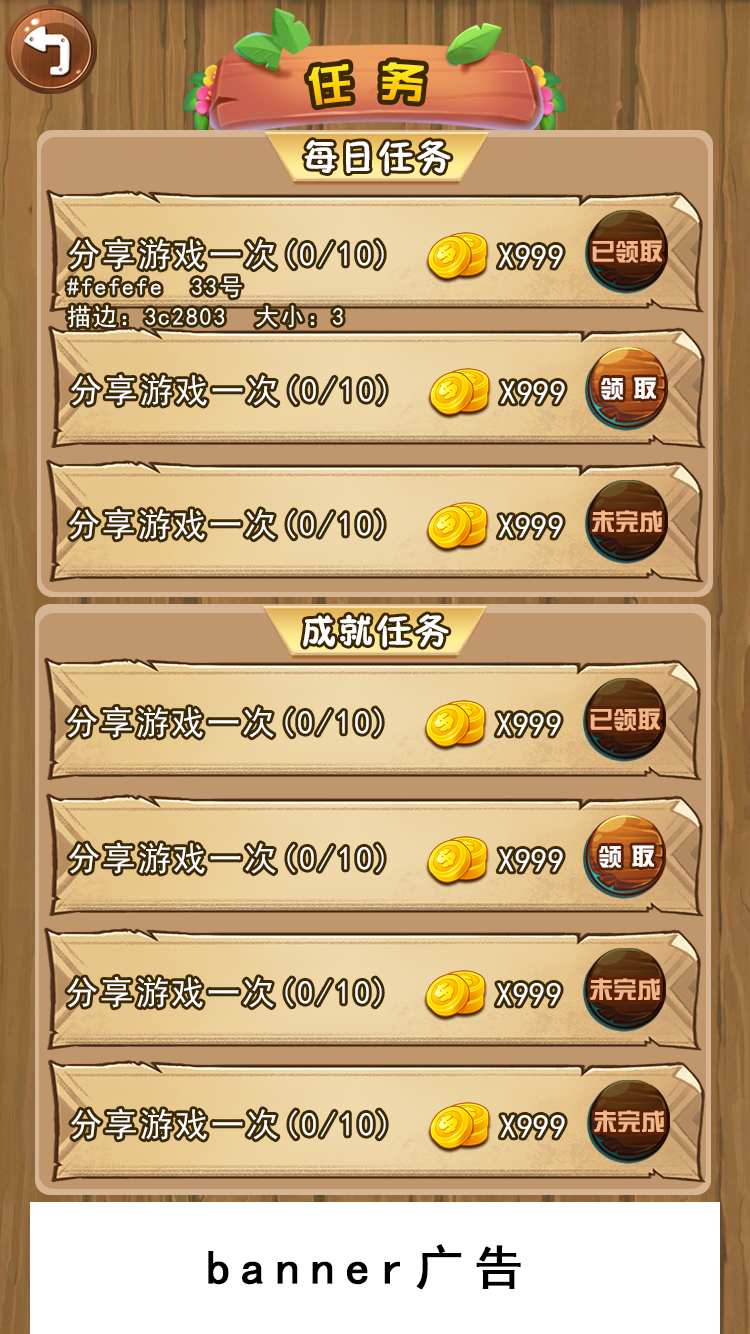 任务
每日任务
分享游戏一次(0/10) X999 已领取
#fefefe 33号
描边：3c2803 大小：3
分享游戏一次(0/10) X999 领取
分享游戏一次(0/10) X999 未完成
成就任务
分享游戏一次(0/10) X999 已领取
分享游戏一次(0/10) X999 领取
分享游戏一次(0/10) X999 未完成
分享游戏一次(0/10) X999 未完成
banner广告